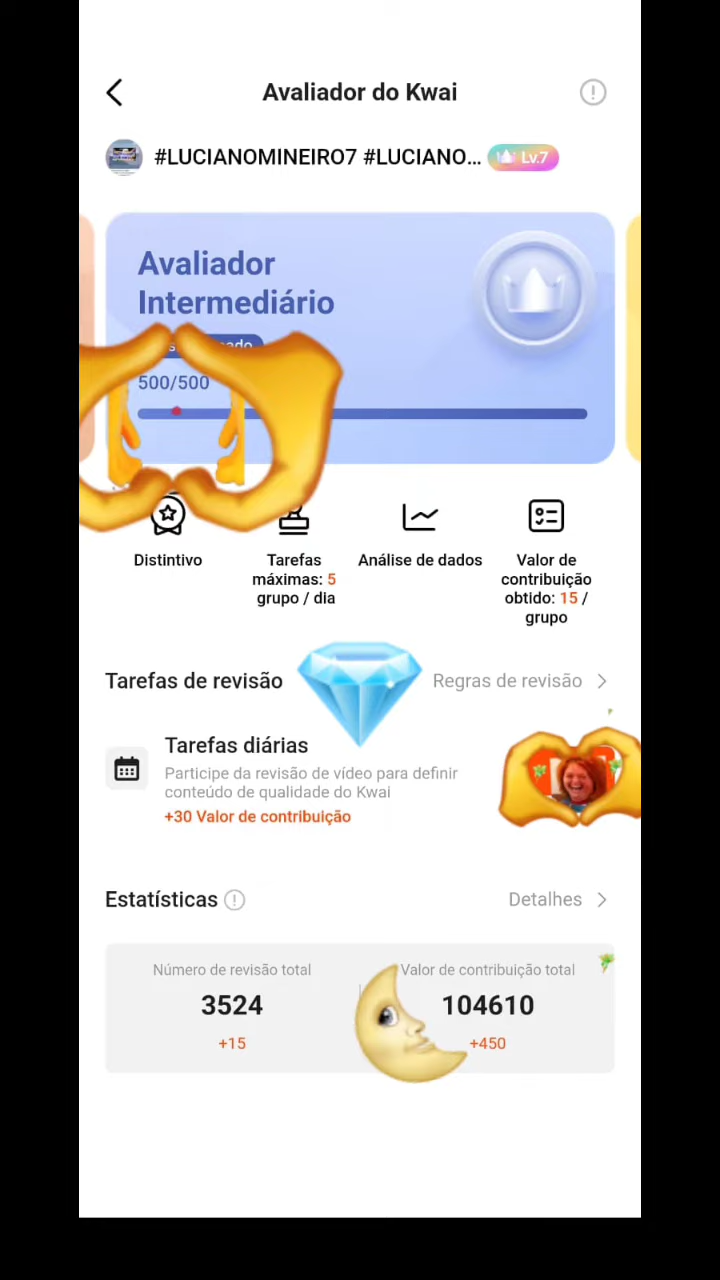 Avaliador do Kwai
#LUCIANOMINEIRO7 #LUCIANO... Lv.7
Avaliador
Intermediário
500/500
Distintivo
Tarefas
máximas: 5
grupo / dia
Análise de dados
Valor de
contribuição
obtido: 15 /
grupo
Tarefas de revisão
Regras de revisão
Tarefas diárias
Participe da revisão de vídeo para definir
conteúdo de qualidade do Kwai
+30 Valor de contribuição
Estatísticas
Detalhes
Número de revisão total
3524
+15
Valor de contribuição total
104610
+450